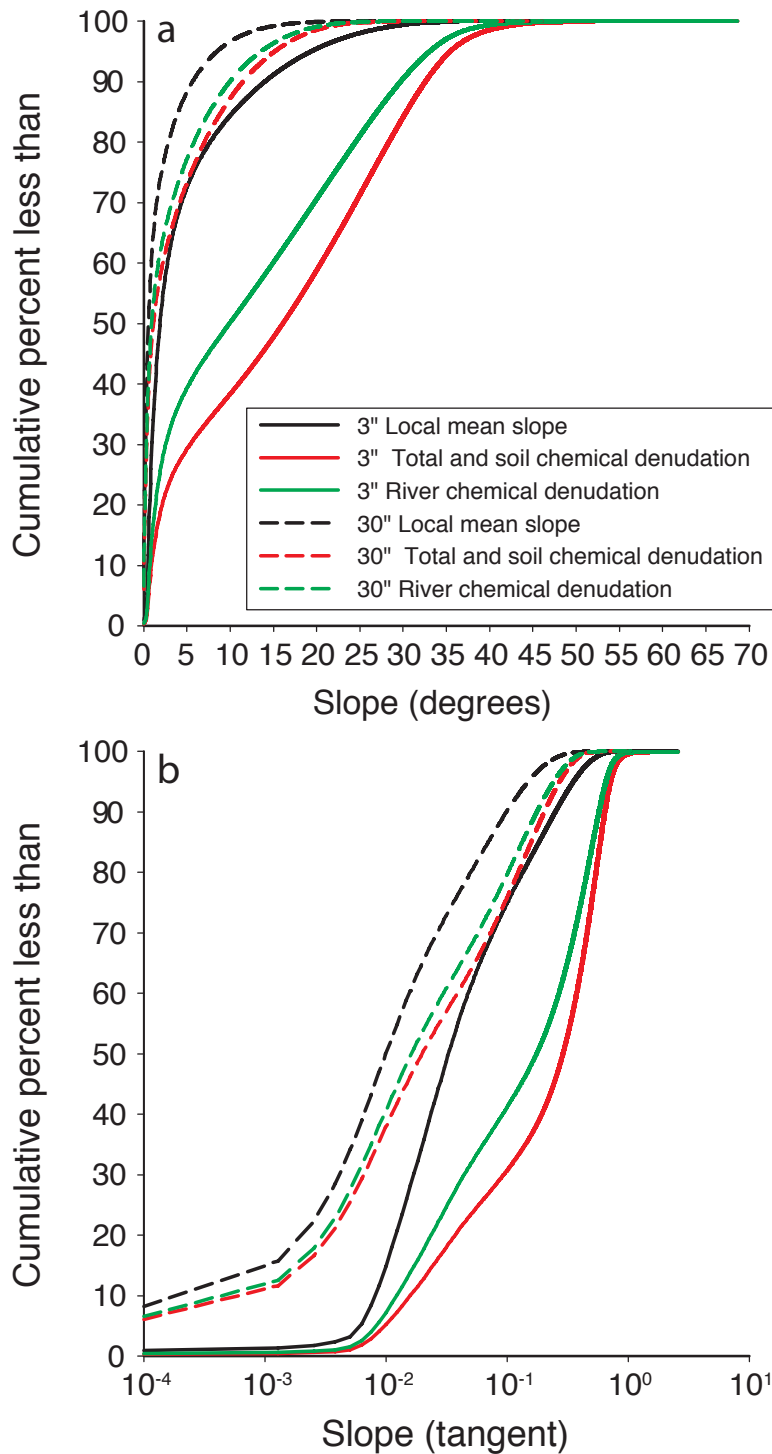 a
100
90
80
70
60
50
40
30
20
10
0
Cumulative percent less than
3" Local mean slope
3" Total and soil chemical denudation
3" River chemical denudation
30" Local mean slope
30" Total and soil chemical denudation
30" River chemical denudation
0 5 10 15 20 25 30 35 40 45 50 55 60 65 70
Slope (degrees)
b
100
90
80
70
60
50
40
30
20
10
0
Cumulative percent less than
10⁻⁴ 10⁻³ 10⁻² 10⁻¹ 10⁰ 10¹
Slope (tangent)